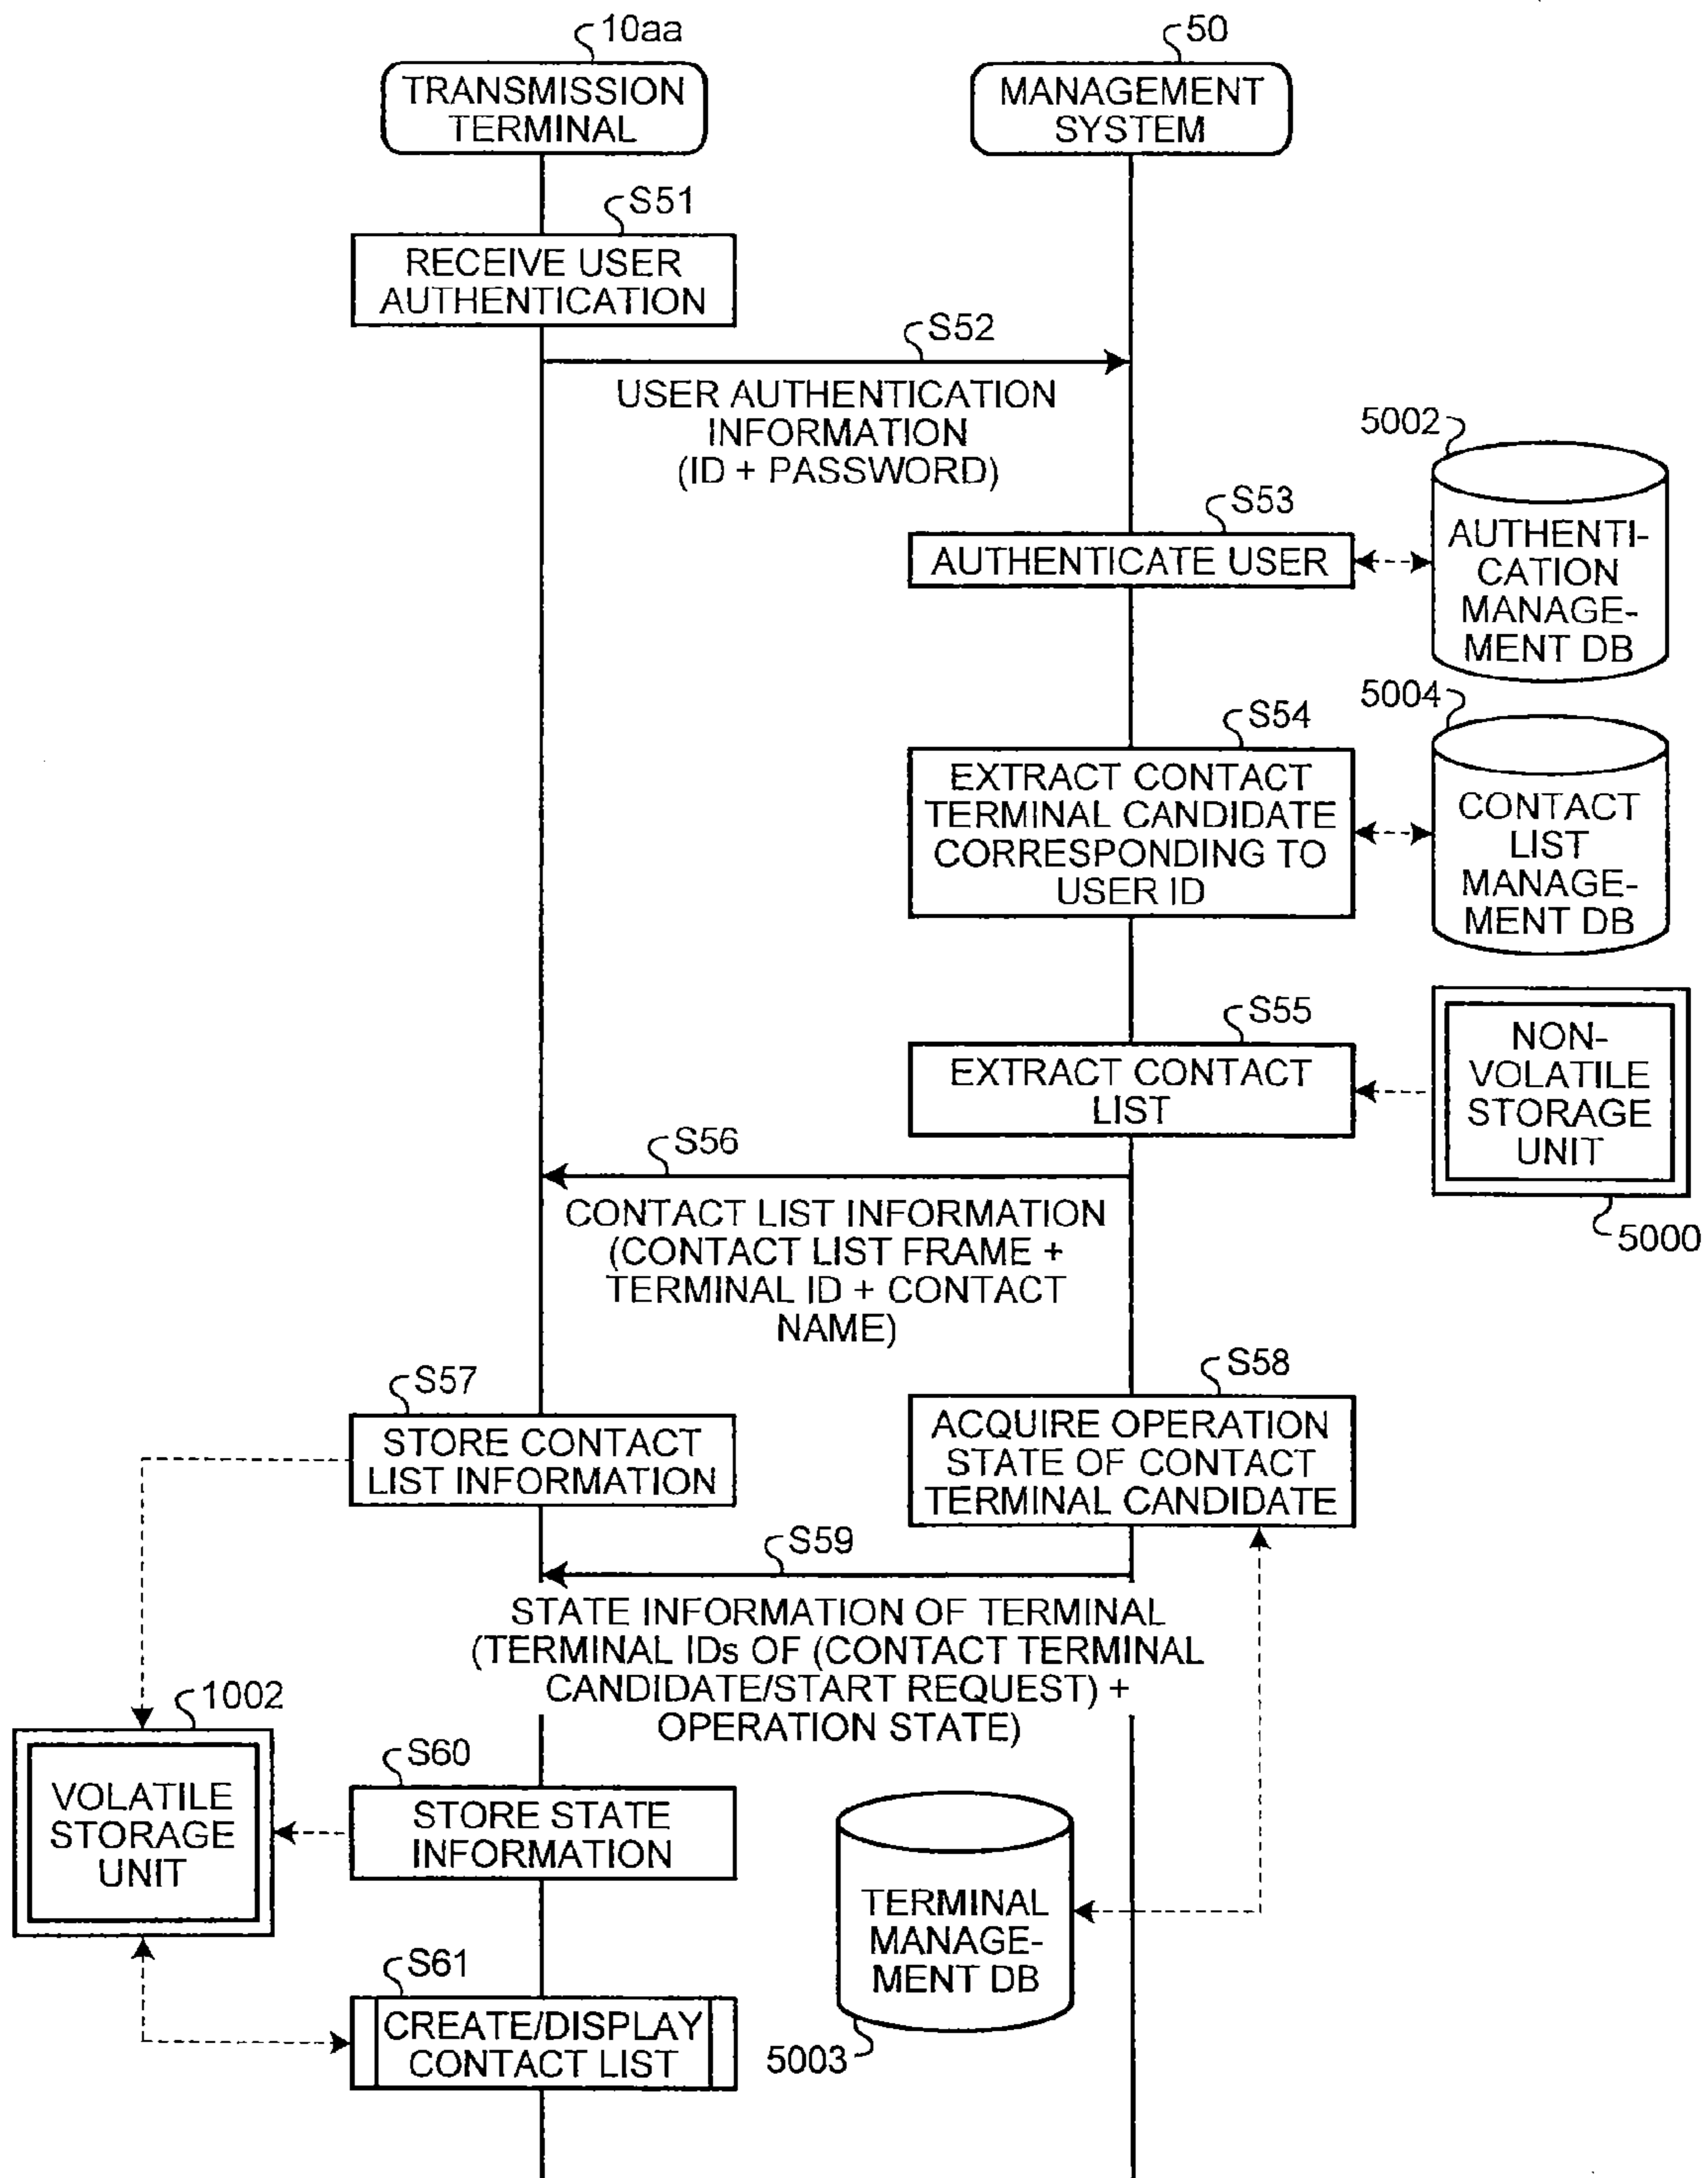 10aa
50
TRANSMISSION
TERMINAL
MANAGEMENT
SYSTEM
S51
RECEIVE USER
AUTHENTICATION
S52
USER AUTHENTICATION
INFORMATION
(ID + PASSWORD)
5002
S53
AUTHENTICATE USER
AUTHENTI-
CATION
MANAGE-
MENT DB
5004
S54
EXTRACT CONTACT
TERMINAL CANDIDATE
CORRESPONDING TO
USER ID
CONTACT
LIST
MANAGE-
MENT DB
S55
EXTRACT CONTACT
LIST
NON-
VOLATILE
STORAGE
UNIT
5000
S56
CONTACT LIST INFORMATION
(CONTACT LIST FRAME +
TERMINAL ID + CONTACT
NAME)
S57
STORE CONTACT
LIST INFORMATION
S58
ACQUIRE OPERATION
STATE OF CONTACT
TERMINAL CANDIDATE
S59
STATE INFORMATION OF TERMINAL
(TERMINAL IDs OF (CONTACT TERMINAL
CANDIDATE/START REQUEST) +
OPERATION STATE)
1002
VOLATILE
STORAGE
UNIT
S60
STORE STATE
INFORMATION
TERMINAL
MANAGE-
MENT DB
5003
S61
CREATE/DISPLAY
CONTACT LIST